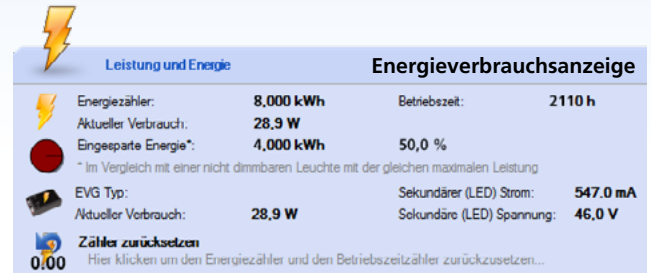 Leistung und Energie Energieverbrauchsanzeige
Energiezähler: 8,000 kWh Betriebszeit: 2110 h
Aktueller Verbrauch: 28,9 W
Eingesparte Energie*: 4,000 kWh 50,0 %
* Im Vergleich mit einer nicht dimmbaren Leuchte mit der gleichen maximalen Leistung
EVG Typ: Sekundärer (LED) Strom: 547.0 mA
Aktueller Verbrauch: 28,9 W Sekundäre (LED) Spannung: 46,0 V
Zähler zurücksetzen
0.00 Hier klicken um den Energiezähler und den Betriebszeitzähler zurückzusetzen...